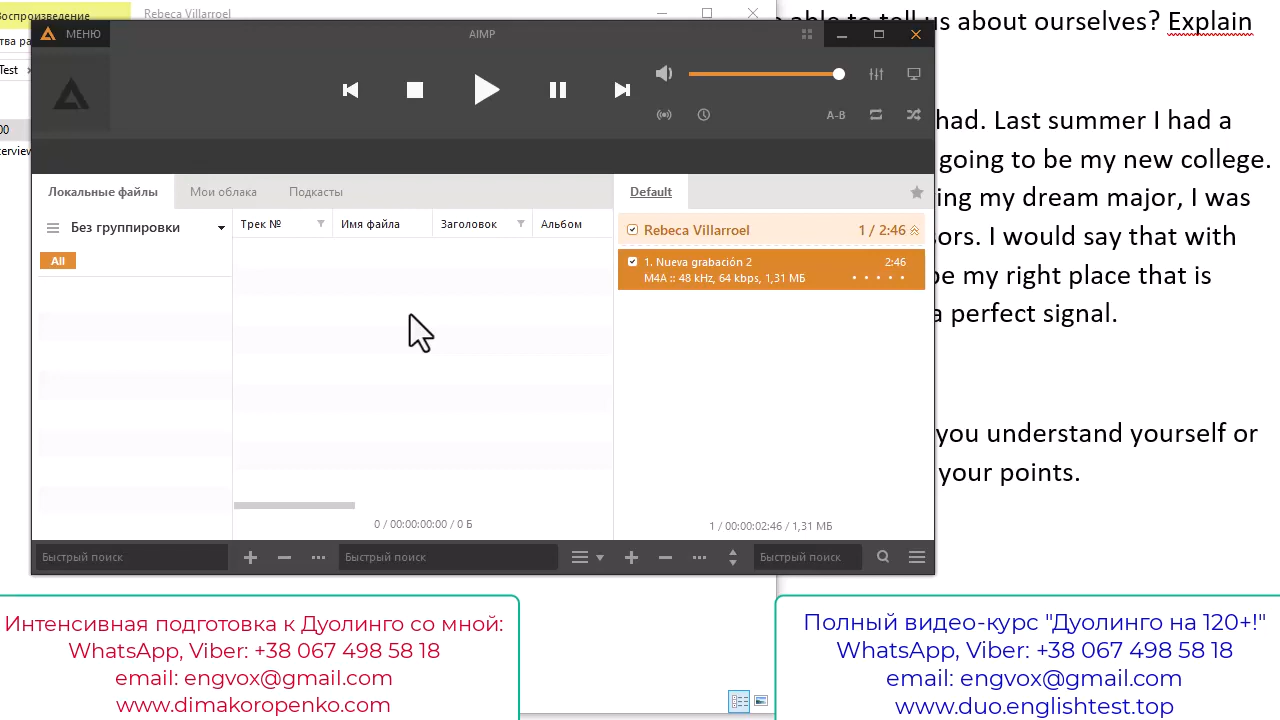 Воспроизведение
Rebeca Villarroel
able to tell us about ourselves? Explain
МЕНЮ
AIMP
Test
00
had. Last summer I had a
A-B
going to be my new college.
Локальные файлы
Мои облака
Подкасты
Default
ing my dream major, I was
Без группировки
Трек №
Имя файла
Заголовок
Альбом
Rebeca Villarroel
1 / 2:46
sors. I would say that with
All
1. Nueva grabación 2
2:46
M4A :: 48 kHz, 64 kbps, 1,31 МБ
be my right place that is
a perfect signal.
you understand yourself or
your points.
0 / 00:00:00:00 / 0 Б
1 / 00:00:02:46 / 1,31 МБ
Быстрый поиск
Быстрый поиск
Быстрый поиск
Интенсивная подготовка к Дуолинго со мной:
WhatsApp, Viber: +38 067 498 58 18
email: engvox@gmail.com
www.dimakoropenko.com
Полный видео-курс "Дуолинго на 120+!"
WhatsApp, Viber: +38 067 498 58 18
email: engvox@gmail.com
www.duo.englishtest.top